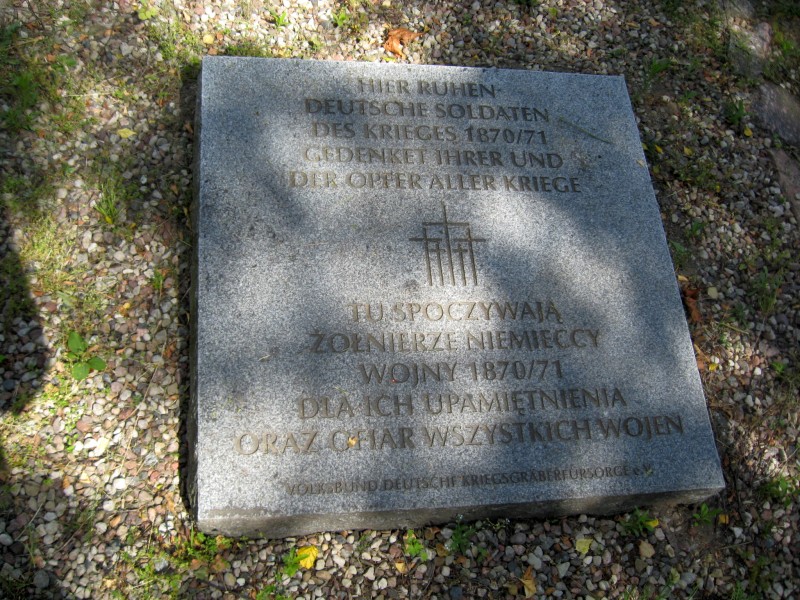 HIER RUHEN
DEUTSCHE SOLDATEN
DES KRIEGES 1870/71
GEDENKET IHRER UND
DER OPFER ALLER KRIEGE
TU SPOCZYWAJĄ
ŻOŁNIERZE NIEMIECCY
WOJNY 1870/71
DLA ICH UPAMIĘTNIENIA
ORAZ OFIAR WSZYSTKICH WOJEN
VOLKSBUND DEUTSCHE KRIEGSGRÄBERFÜRSORGE e.V.